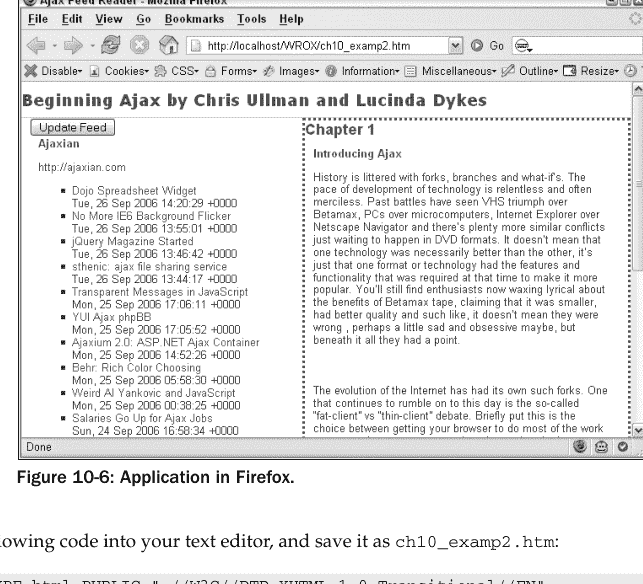 Ajax Feed Reader - Mozilla Firefox
File Edit View Go Bookmarks Tools Help
http://localhost/WROX/ch10_examp2.htm Go
Disable Cookies CSS Forms Images Information Miscellaneous Outline Resize
Beginning Ajax by Chris Ullman and Lucinda Dykes
Update Feed
Ajaxian
http://ajaxian.com
Dojo Spreadsheet Widget
Tue, 26 Sep 2006 14:20:29 +0000
No More IE6 Background Flicker
Tue, 26 Sep 2006 13:55:01 +0000
jQuery Magazine Started
Tue, 26 Sep 2006 13:46:42 +0000
sthenic: ajax file sharing service
Tue, 26 Sep 2006 13:44:17 +0000
Transparent Messages in JavaScript
Mon, 25 Sep 2006 17:06:11 +0000
YUI Ajax phpBB
Mon, 25 Sep 2006 17:05:52 +0000
Ajaxium 2.0: ASP.NET Ajax Container
Mon, 25 Sep 2006 14:52:26 +0000
Behr: Rich Color Choosing
Mon, 25 Sep 2006 05:58:30 +0000
Weird Al Yankovic and JavaScript
Mon, 25 Sep 2006 00:38:25 +0000
Salaries Go Up for Ajax Jobs
Sun, 24 Sep 2006 16:58:34 +0000
Chapter 1
Introducing Ajax
History is littered with forks, branches and what-if's. The
pace of development of technology is relentless and often
merciless. Past battles have seen VHS triumph over
Betamax, PCs over microcomputers, Internet Explorer over
Netscape Navigator and there's plenty more similar conflicts
just waiting to happen in DVD formats. It doesn't mean that
one technology was necessarily better than the other, it's
just that one format or technology had the features and
functionality that was required at that time to make it more
popular. You'll still find enthusiasts now waxing lyrical about
the benefits of Betamax tape, claiming that it was smaller,
had better quality and such like, it doesn't mean they were
wrong , perhaps a little sad and obsessive maybe, but
beneath it all they had a point.
The evolution of the Internet has had its own such forks. One
that continues to rumble on to this day is the so-called
"fat-client" vs "thin-client" debate. Briefly put this is the
choice between getting your browser to do most of the work
Done
Figure 10-6: Application in Firefox.
lowing code into your text editor, and save it as ch10_examp2.htm: